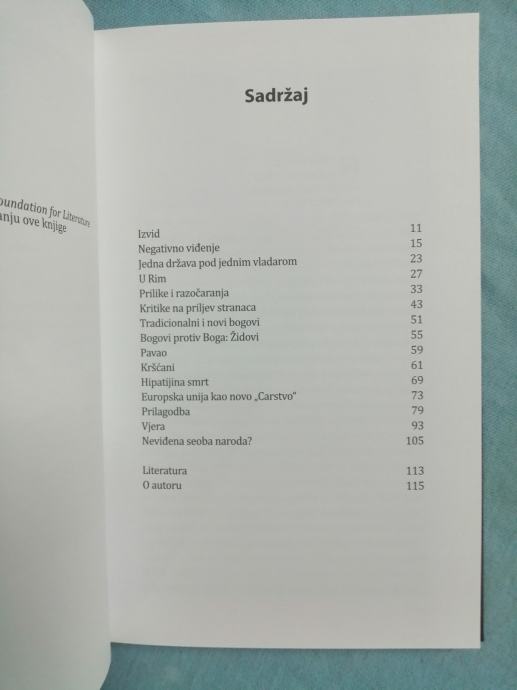 oundation for Literature
anju ove knjige
Sadržaj
Izvid 11
Negativno viđenje 15
Jedna država pod jednim vladarom 23
U Rim 27
Prilike i razočaranja 33
Kritike na priljev stranaca 43
Tradicionalni i novi bogovi 51
Bogovi protiv Boga: Židovi 55
Pavao 59
Kršćani 61
Hipatijina smrt 69
Europska unija kao novo „Carstvo“ 73
Prilagodba 79
Vjera 93
Neviđena seoba naroda? 105
Literatura 113
O autoru 115